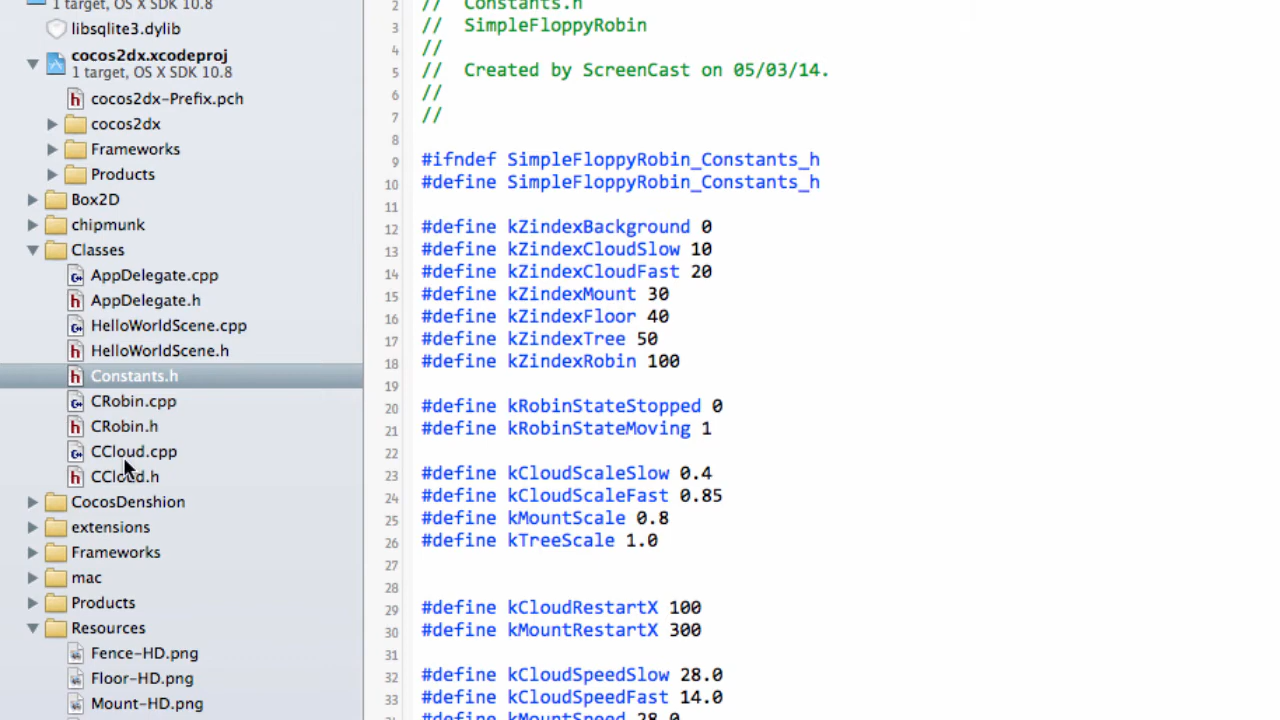 1 target, OS X SDK 10.8
libsqlite3.dylib
cocos2dx.xcodeproj
1 target, OS X SDK 10.8
cocos2dx-Prefix.pch
cocos2dx
Frameworks
Products
Box2D
chipmunk
Classes
AppDelegate.cpp
AppDelegate.h
HelloWorldScene.cpp
HelloWorldScene.h
Constants.h
CRobin.cpp
CRobin.h
CCloud.cpp
CCloud.h
CocosDenshion
extensions
Frameworks
mac
Products
Resources
Fence-HD.png
Floor-HD.png
Mount-HD.png
2 // Constants.h
3 // SimpleFloppyRobin
4 //
5 // Created by ScreenCast on 05/03/14.
6 //
7 //
8
9 #ifndef SimpleFloppyRobin_Constants_h
10 #define SimpleFloppyRobin_Constants_h
11
12 #define kZindexBackground 0
13 #define kZindexCloudSlow 10
14 #define kZindexCloudFast 20
15 #define kZindexMount 30
16 #define kZindexFloor 40
17 #define kZindexTree 50
18 #define kZindexRobin 100
19
20 #define kRobinStateStopped 0
21 #define kRobinStateMoving 1
22
23 #define kCloudScaleSlow 0.4
24 #define kCloudScaleFast 0.85
25 #define kMountScale 0.8
26 #define kTreeScale 1.0
27
28
29 #define kCloudRestartX 100
30 #define kMountRestartX 300
31
32 #define kCloudSpeedSlow 28.0
33 #define kCloudSpeedFast 14.0
34 #define kMountSpeed 28.0